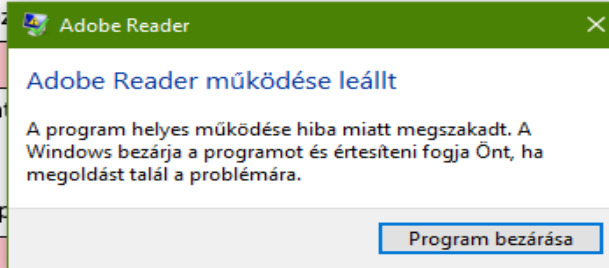 Adobe Reader
Adobe Reader működése leállt
A program helyes működése hiba miatt megszakadt. A
Windows bezárja a programot és értesíteni fogja Önt, ha
megoldást talál a problémára.
Program bezárása